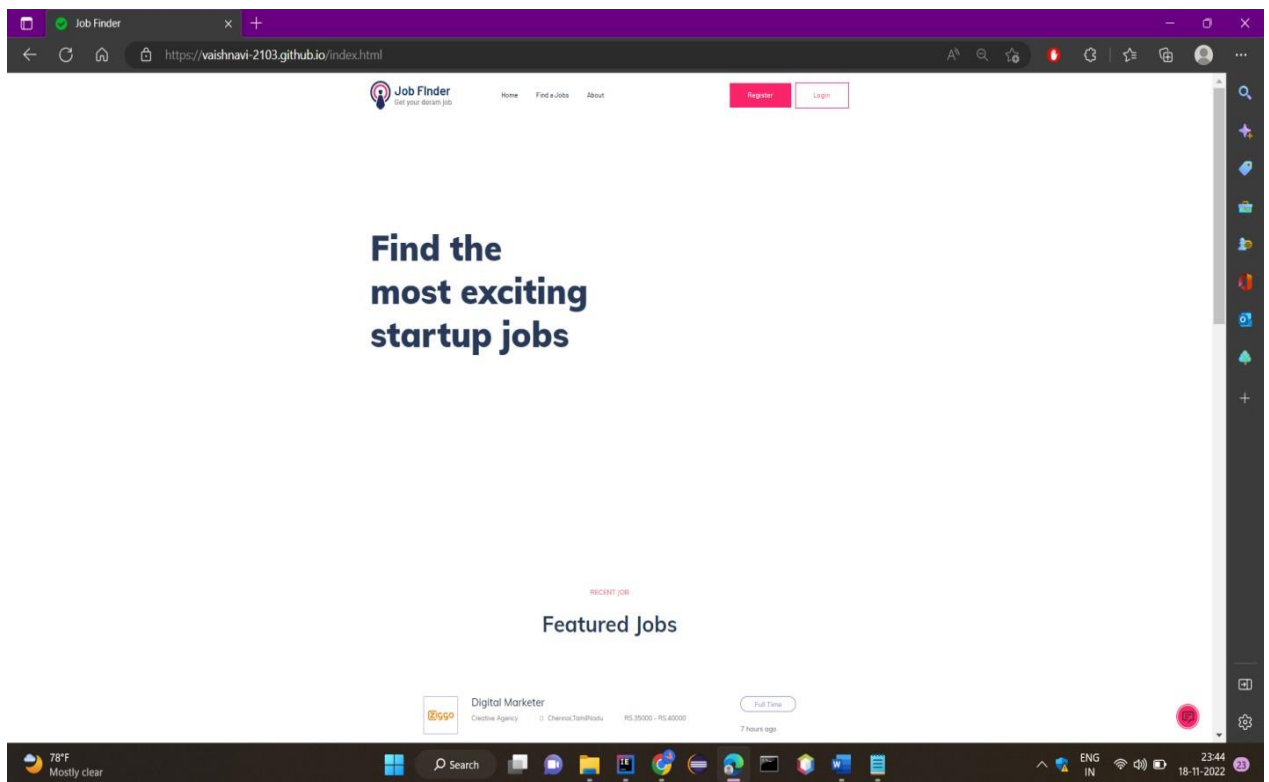 Job Finder
https://vaishnavi-2103.github.io/index.html
Job Finder
Get your doram job
Home Find a Jobs About
Register Login
Find the
most exciting
startup jobs
RECENT JOB
Featured Jobs
Ziggo
Digital Marketer
Creative Agency Chennai,TamilNadu RS.35000 - RS.40000
Full Time
7 hours ago
78°F
Mostly clear
Search
ENG
IN
23:44
18-11-2022
23